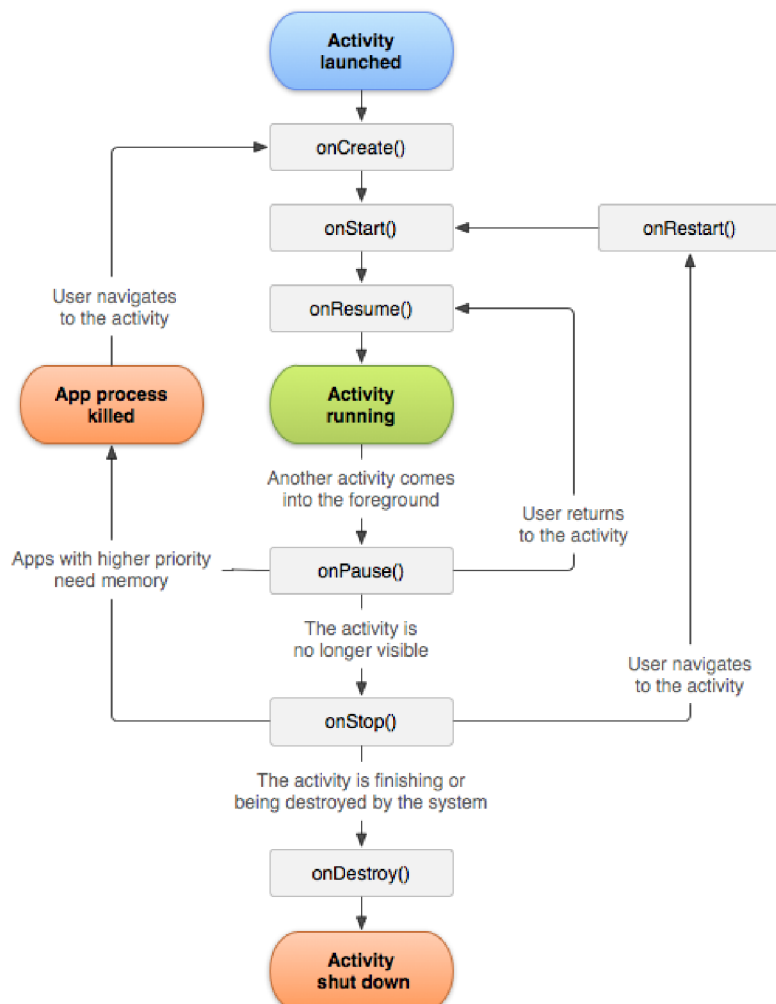 Activity
launched
onCreate()
onStart()
onRestart()
User navigates
to the activity
onResume()
App process
killed
Activity
running
Another activity comes
into the foreground
User returns
to the activity
Apps with higher priority
need memory
onPause()
The activity is
no longer visible
User navigates
to the activity
onStop()
The activity is finishing or
being destroyed by the system
onDestroy()
Activity
shut down